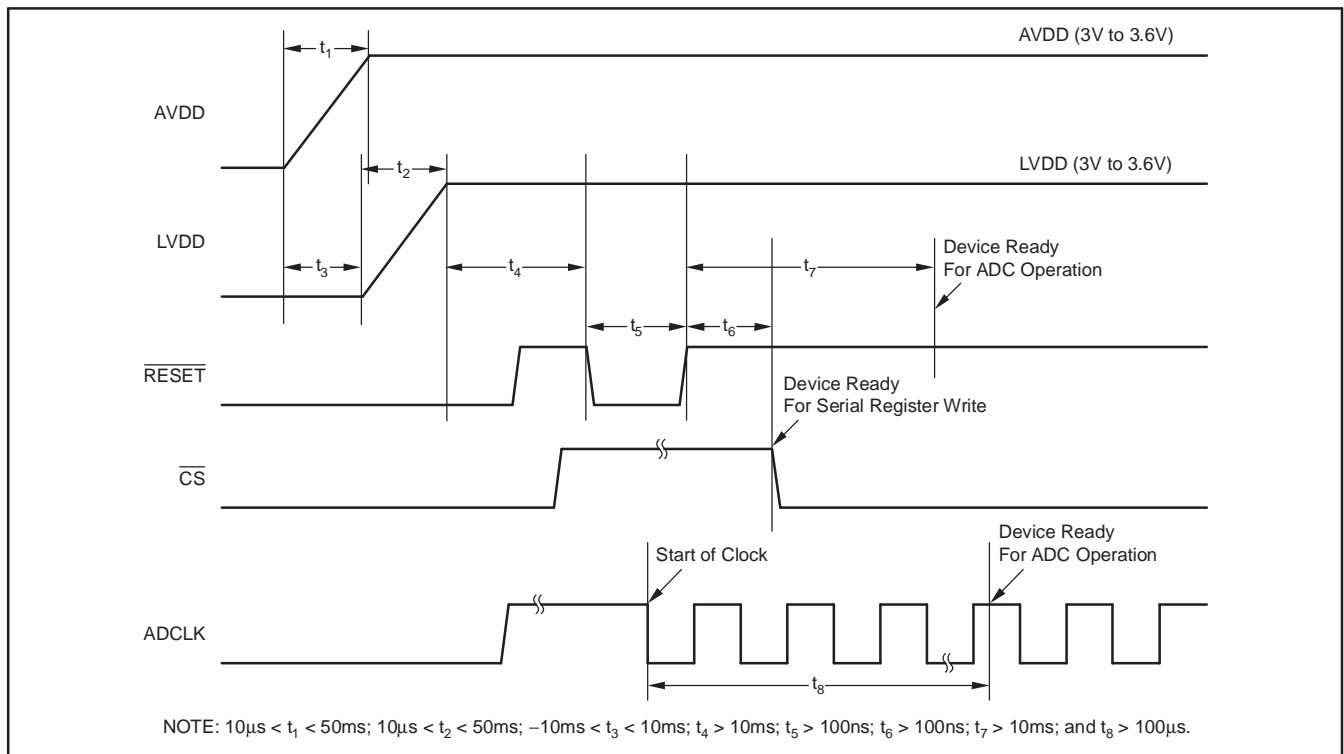 AVDD (3V to 3.6V)
t1
AVDD
t2
LVDD (3V to 3.6V)
LVDD
t3
t4
t7
Device Ready
For ADC Operation
t5
t6
RESET
Device Ready
For Serial Register Write
CS
Start of Clock
Device Ready
For ADC Operation
ADCLK
t8
NOTE: 10µs < t1 < 50ms; 10µs < t2 < 50ms; −10ms < t3 < 10ms; t4 > 10ms; t5 > 100ns; t6 > 100ns; t7 > 10ms; and t8 > 100µs.